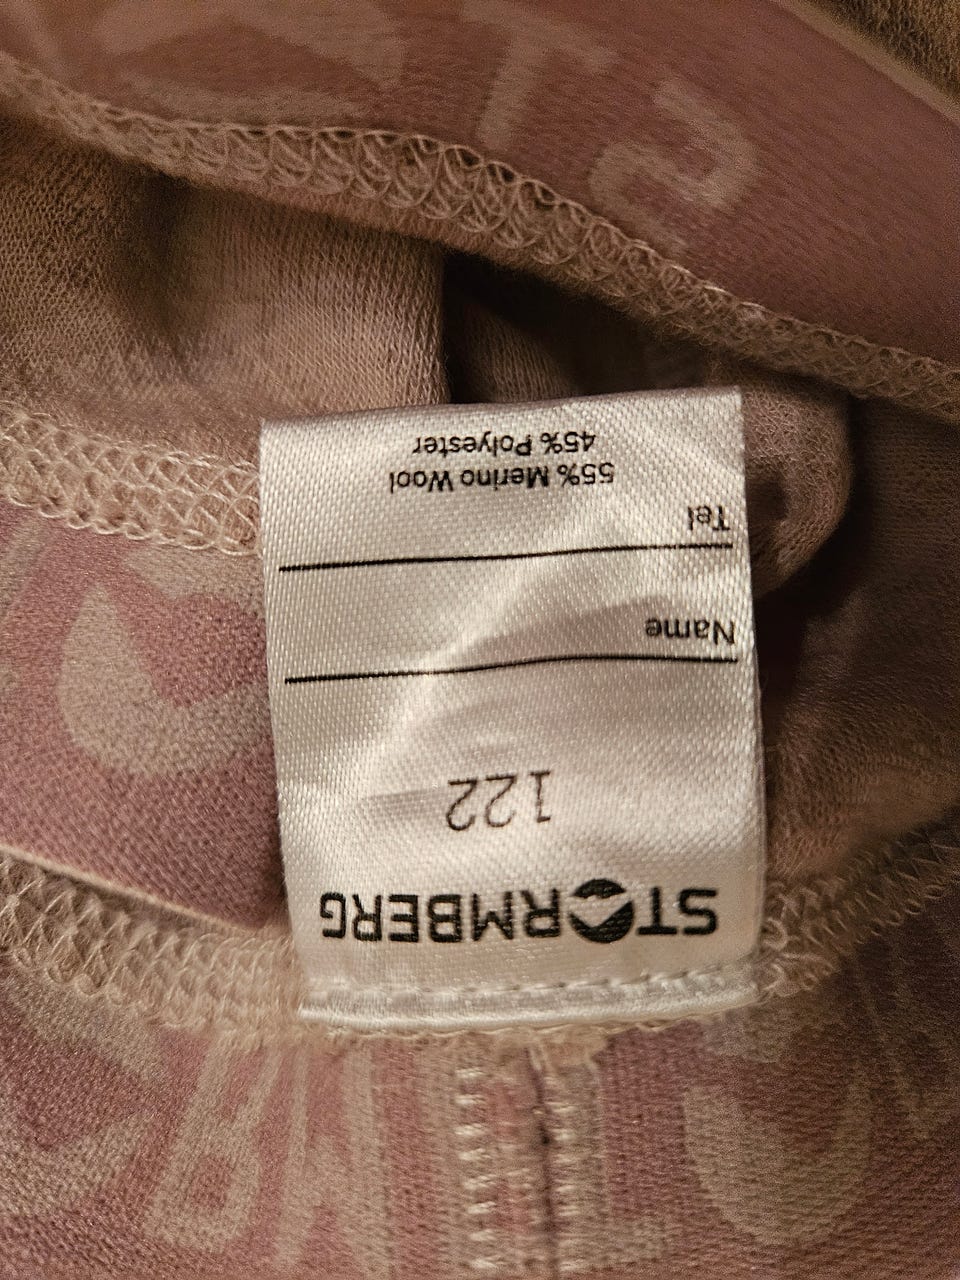 STORMBERG
122
Name
Tel
55% Merino Wool
45% Polyester